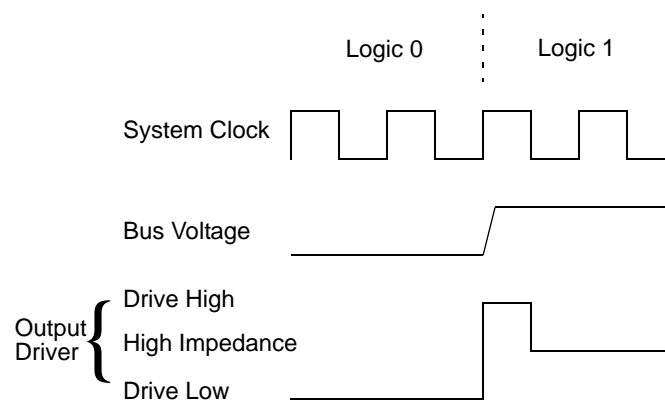 Logic 0
Logic 1
System Clock
Bus Voltage
Output
Driver
Drive High
High Impedance
Drive Low